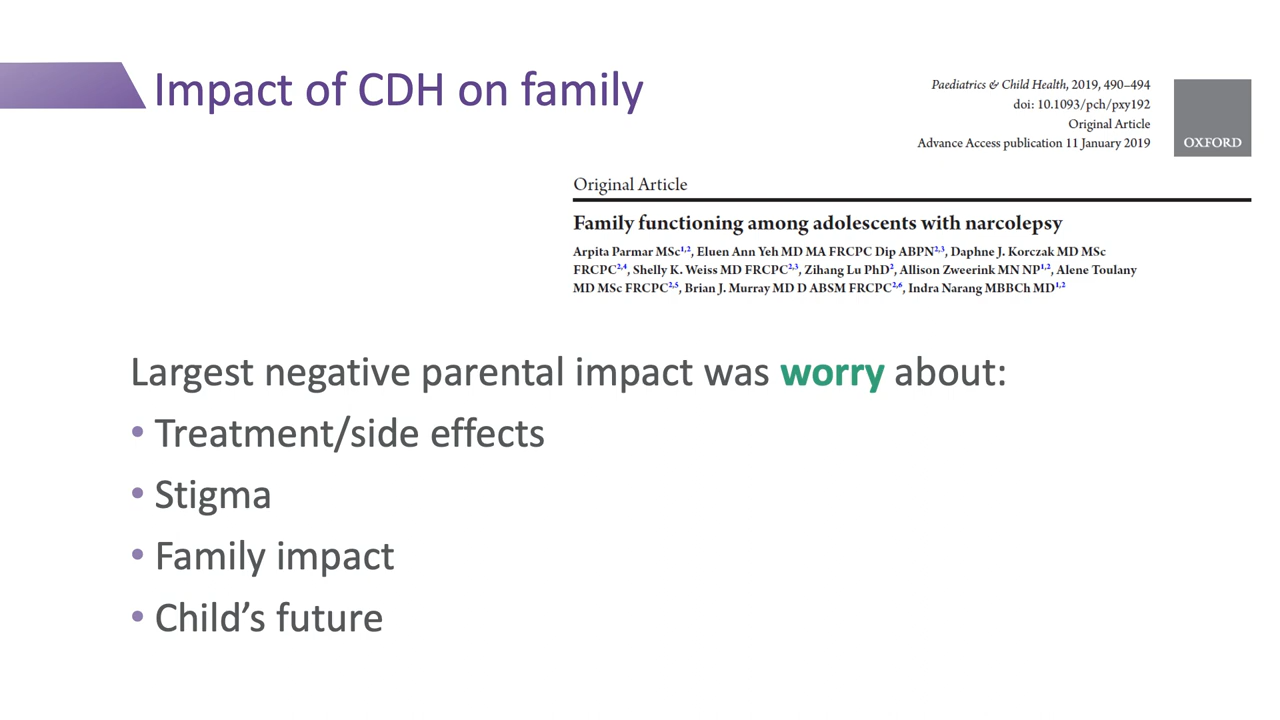 Impact of CDH on family
Paediatrics & Child Health, 2019, 490–494
doi: 10.1093/pch/pxy192
Original Article
Advance Access publication 11 January 2019
OXFORD
Original Article
Family functioning among adolescents with narcolepsy
Arpita Parmar MSc1,2, Eluen Ann Yeh MD MA FRCPC Dip ABPN2,3, Daphne J. Korczak MD MSc
FRCPC2,4, Shelly K. Weiss MD FRCPC2,3, Zihang Lu PhD2, Allison Zweerink MN NP1,2, Alene Toulany
MD MSc FRCPC2,5, Brian J. Murray MD D ABSM FRCPC2,6, Indra Narang MBBCh MD1,2
Largest negative parental impact was worry about:
• Treatment/side effects
• Stigma
• Family impact
• Child’s future